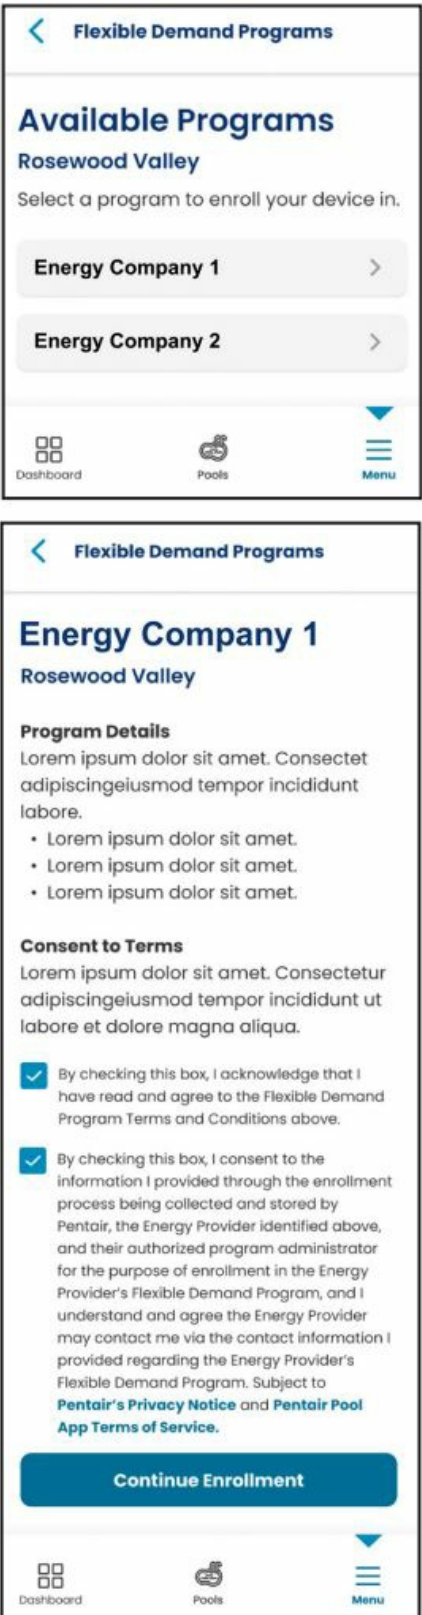 Flexible Demand Programs
Available Programs
Rosewood Valley
Select a program to enroll your device in.
Energy Company 1
Energy Company 2
Dashboard
Pools
Menu
Flexible Demand Programs
Energy Company 1
Rosewood Valley
Program Details
Lorem ipsum dolor sit amet. Consectet
adipiscingeiusmod tempor incididunt
labore.
• Lorem ipsum dolor sit amet.
• Lorem ipsum dolor sit amet.
• Lorem ipsum dolor sit amet.
Consent to Terms
Lorem ipsum dolor sit amet. Consectetur
adipiscingeiusmod tempor incididunt ut
labore et dolore magna aliqua.
By checking this box, I acknowledge that I
have read and agree to the Flexible Demand
Program Terms and Conditions above.
By checking this box, I consent to the
information I provided through the enrollment
process being collected and stored by
Pentair, the Energy Provider identified above,
and their authorized program administrator
for the purpose of enrollment in the Energy
Provider's Flexible Demand Program, and I
understand and agree the Energy Provider
may contact me via the contact information I
provided regarding the Energy Provider's
Flexible Demand Program. Subject to
Pentair's Privacy Notice and Pentair Pool
App Terms of Service.
Continue Enrollment
Dashboard
Pools
Menu